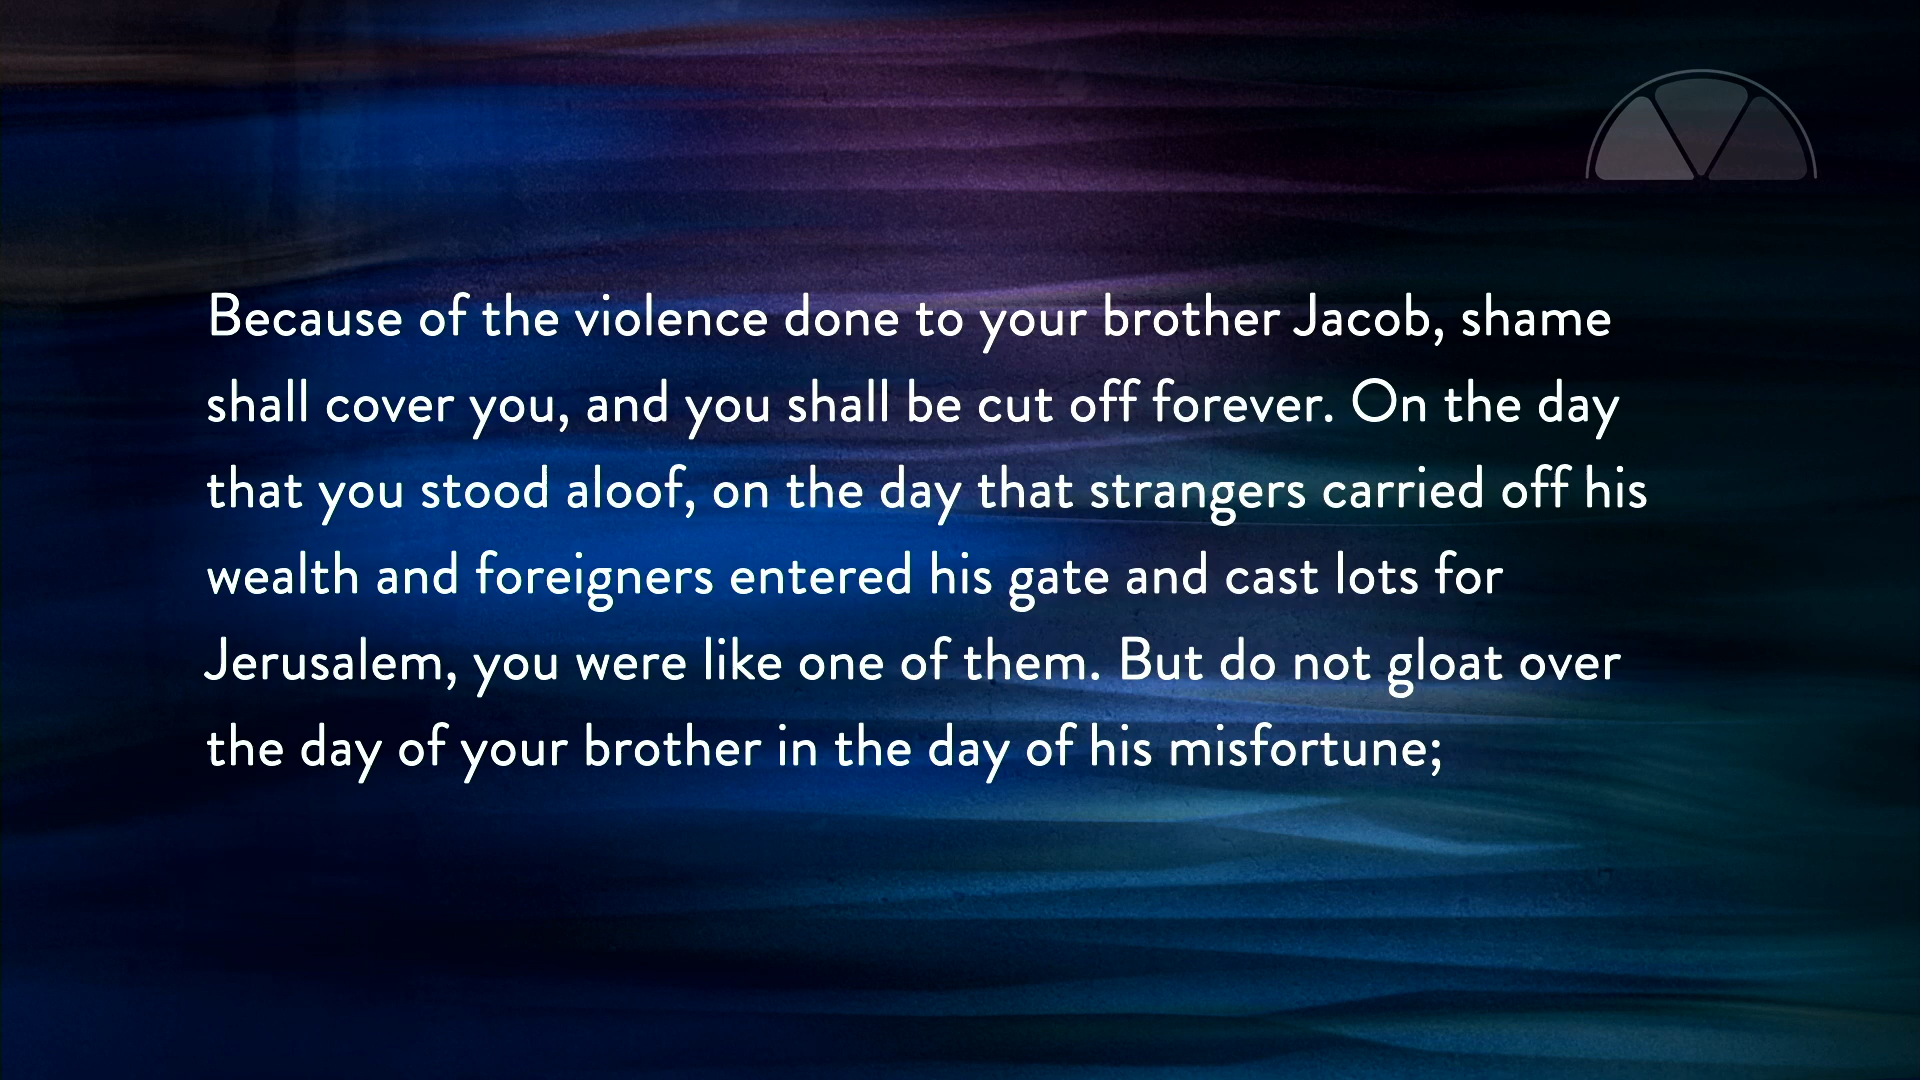 Because of the violence done to your brother Jacob, shame
shall cover you, and you shall be cut off forever. On the day
that you stood aloof, on the day that strangers carried off his
wealth and foreigners entered his gate and cast lots for
Jerusalem, you were like one of them. But do not gloat over
the day of your brother in the day of his misfortune;